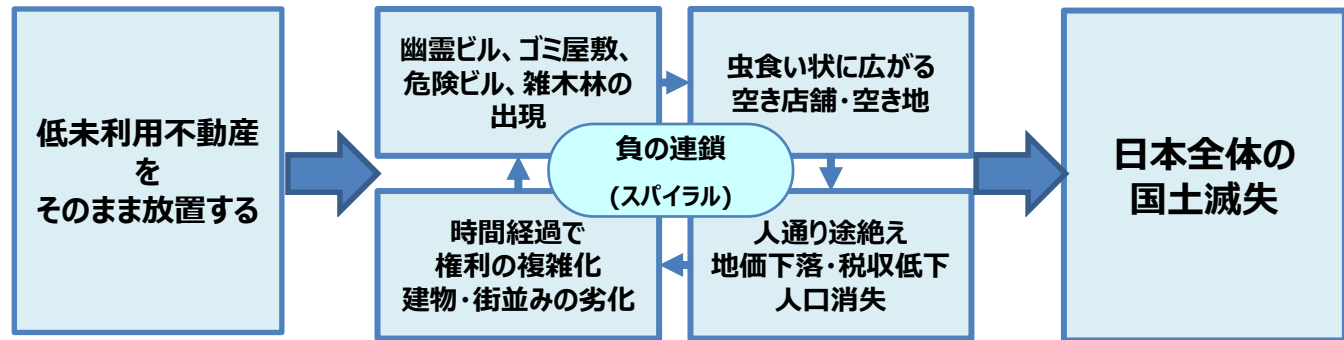 低未利用不動産
を
そのまま放置する
幽霊ビル、ゴミ屋敷、
危険ビル、雑木林の
出現
虫食い状に広がる
空き店舗・空き地
負の連鎖
(スパイラル)
時間経過で
権利の複雑化
建物・街並みの劣化
人通り途絶え
地価下落・税収低下
人口消失
日本全体の
国土滅失